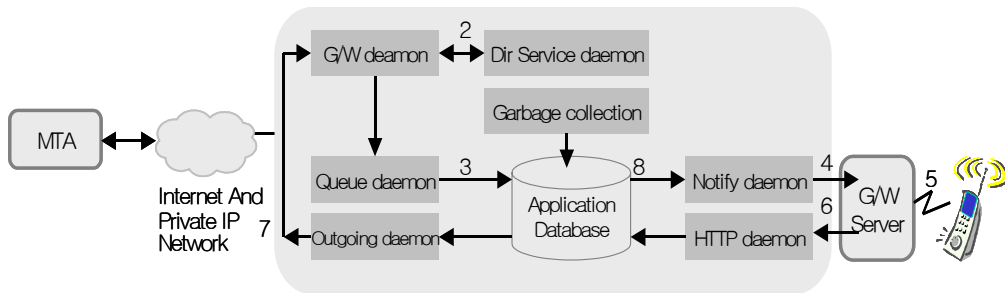 G/W deamon
2
Dir Service daemon
Garbage collection
MTA
Internet And
Private IP
Network
7
Queue daemon
3
Application
Database
8
Notify daemon
4
G/W
Server
5
6
Outgoing daemon
HTTP daemon